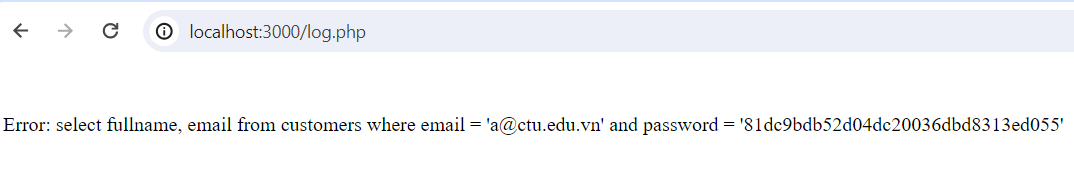 localhost:3000/log.php
Error: select fullname, email from customers where email = 'a@ctu.edu.vn' and password = '81dc9bdb52d04dc20036dbd8313ed055'